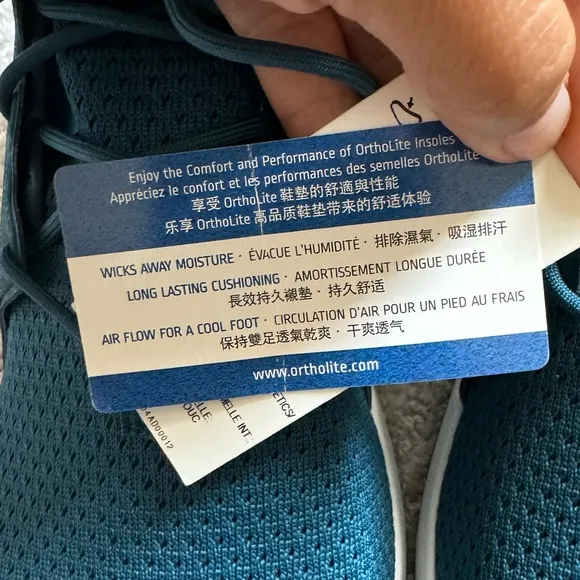 Enjoy the Comfort and Performance of OrthoLite Insoles
Appréciez le confort et les performances des semelles OrthoLite
享受 OrthoLite 鞋墊的舒適與性能
乐享 OrthoLite 高品质鞋垫带来的舒适体验
WICKS AWAY MOISTURE · ÉVACUE L'HUMIDITÉ · 排除濕氣 · 吸湿排汗
LONG LASTING CUSHIONING · AMORTISSEMENT LONGUE DURÉE
長效持久襯墊 · 持久舒适
AIR FLOW FOR A COOL FOOT · CIRCULATION D'AIR POUR UN PIED AU FRAIS
保持雙足透氣乾爽 · 干爽透气
www.ortholite.com